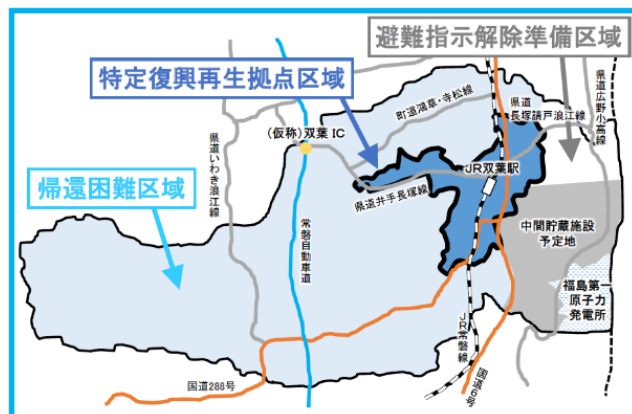 避難指示解除準備区域
特定復興再生拠点区域
帰還困難区域
(仮称)双葉 IC
町道鴻草・寺松線
県道
長塚請戸浪江線
県道広野小高線
県道いわき浪江線
JR双葉駅
県道井手長塚線
常磐自動車道
中間貯蔵施設
予定地
福島第一
原子力
発電所
JR常磐線
国道6号
国道288号